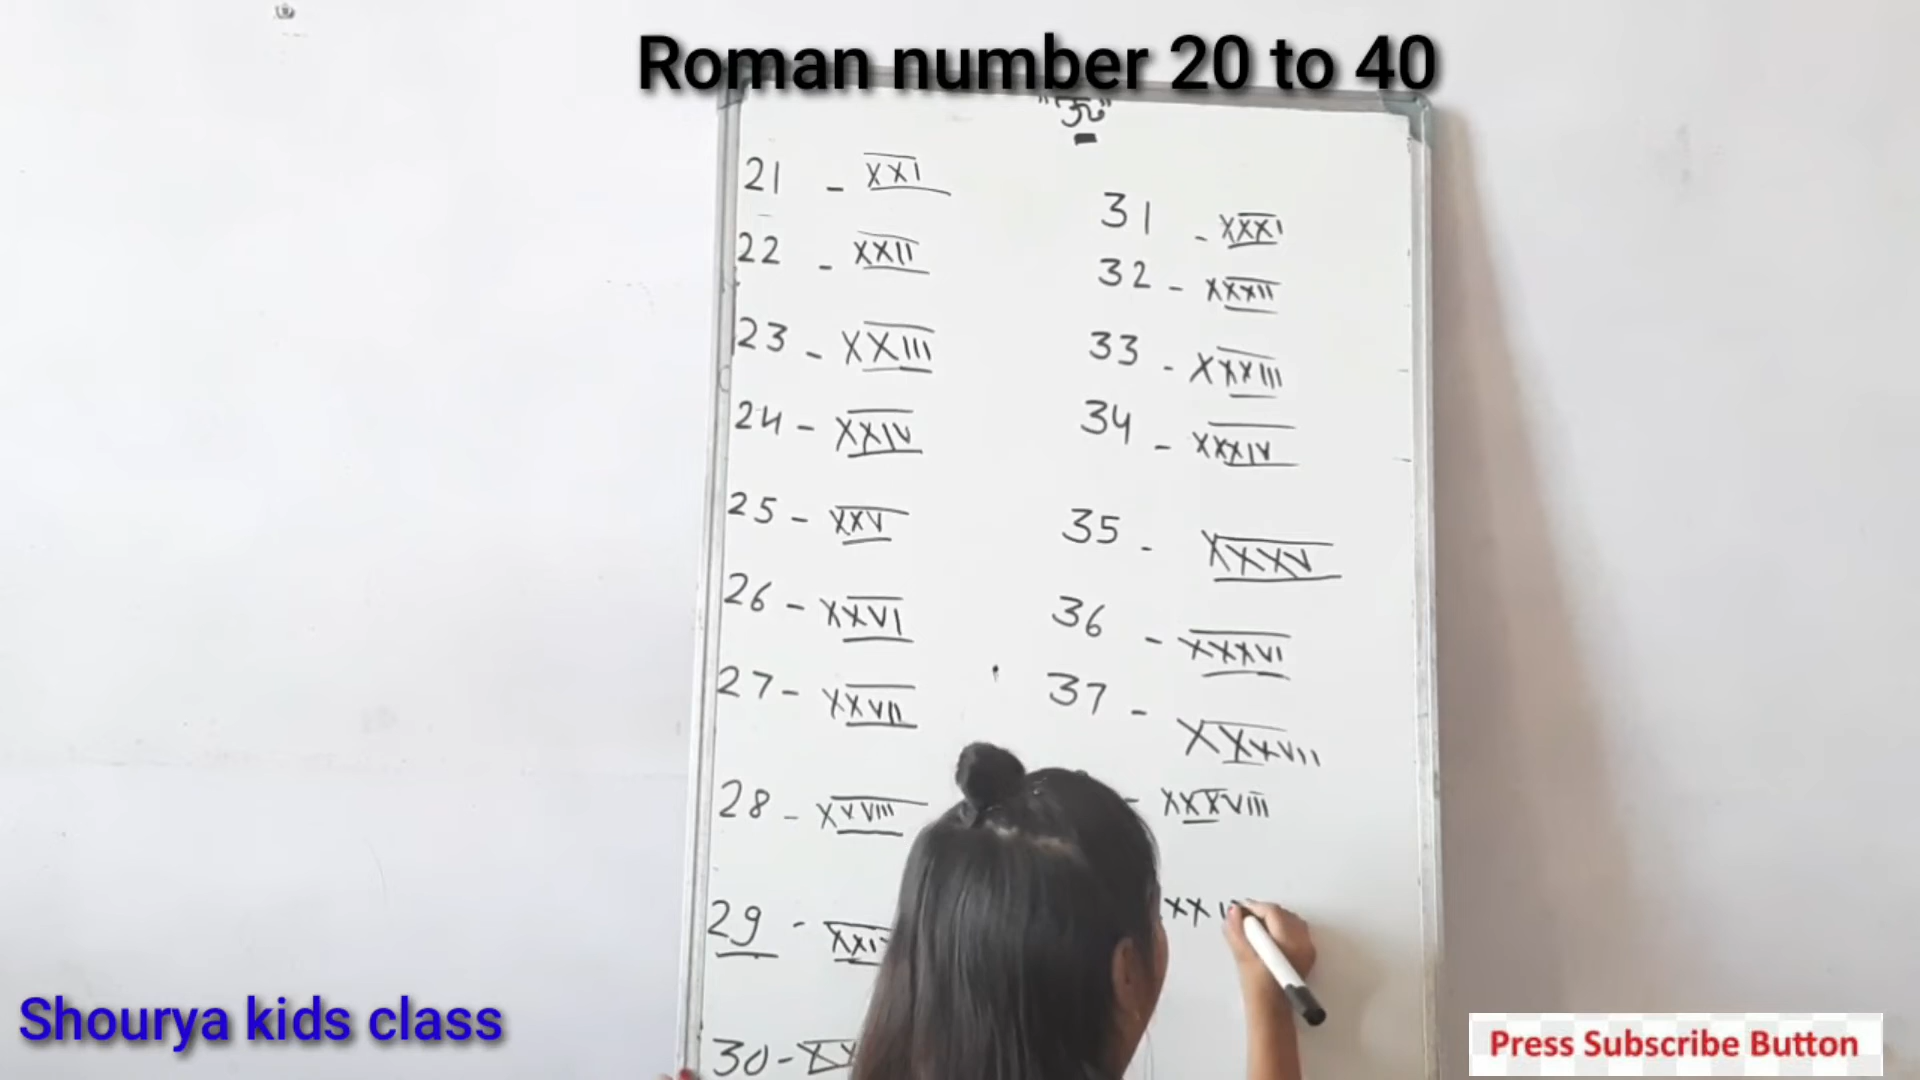 Roman number 20 to 40
"ॐ"
21 - XXI
22 - XXII
23 - XXIII
24 - XXIV
25 - XXV
26 - XXVI
27 - XXVII
28 - XXVIII
29 -
30 -
31 - XXXI
32 - XXXII
33 - XXXIII
34 - XXXIV
35 - XXXV
36 - XXXVI
37 - XXXVII
- XXXVIII
Shourya kids class
Press Subscribe Button